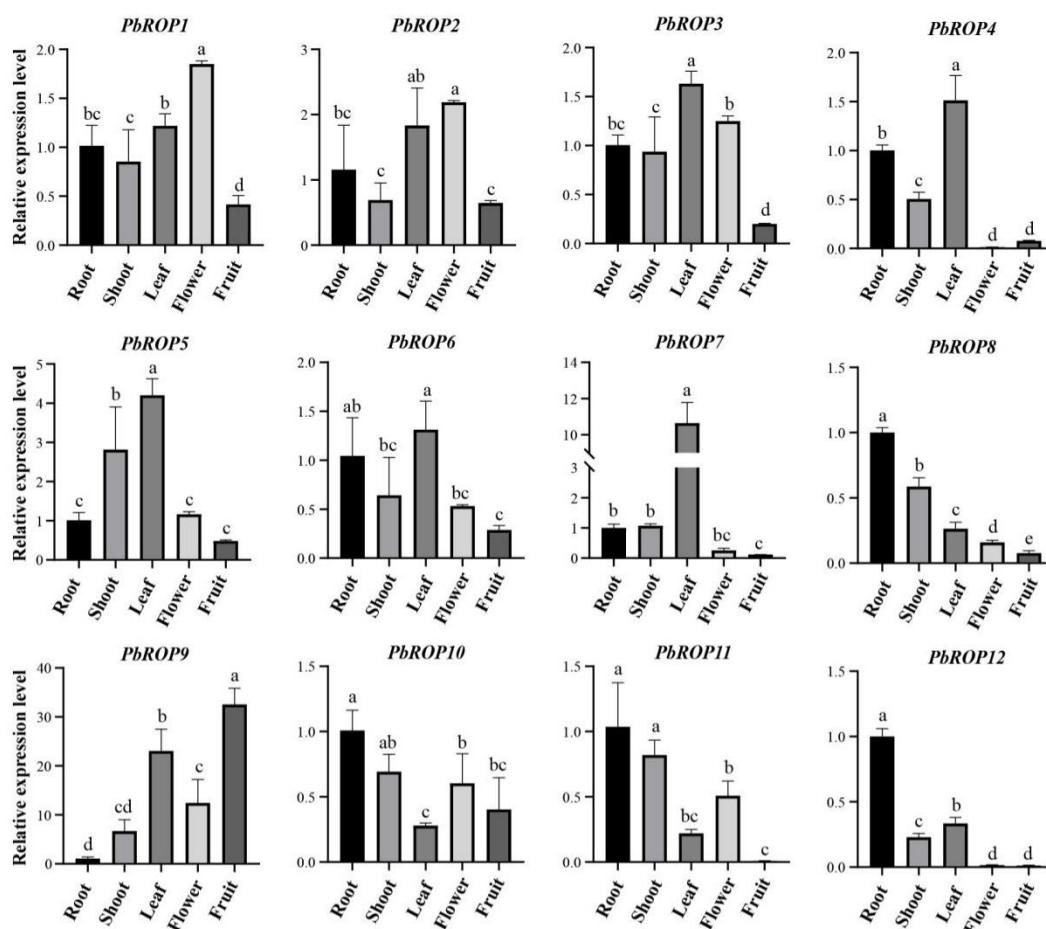 PbROP1
Relative expression level
2.0
1.5
1.0
0.5
0.0
bc
c
b
a
d
Root
Shoot
Leaf
Flower
Fruit
PbROP2
3
2
1
0
bc
c
ab
a
c
Root
Shoot
Leaf
Flower
Fruit
PbROP3
2.0
1.5
1.0
0.5
0.0
bc
c
a
b
d
Root
Shoot
Leaf
Flower
Fruit
PbROP4
2.0
1.5
1.0
0.5
0.0
b
c
a
d
d
Root
Shoot
Leaf
Flower
Fruit
PbROP5
Relative expression level
5
4
3
2
1
0
c
b
a
c
c
Root
Shoot
Leaf
Flower
Fruit
PbROP6
2.0
1.5
1.0
0.5
0.0
ab
bc
a
bc
c
Root
Shoot
Leaf
Flower
Fruit
PbROP7
14
12
10
3
2
1
0
b
b
a
bc
c
Root
Shoot
Leaf
Flower
Fruit
PbROP8
1.5
1.0
0.5
0.0
a
b
c
d
e
Root
Shoot
Leaf
Flower
Fruit
PbROP9
Relative expression level
40
30
20
10
0
d
cd
b
c
a
Root
Shoot
Leaf
Flower
Fruit
PbROP10
1.5
1.0
0.5
0.0
a
ab
c
b
bc
Root
Shoot
Leaf
Flower
Fruit
PbROP11
1.5
1.0
0.5
0.0
a
a
bc
b
c
Root
Shoot
Leaf
Flower
Fruit
PbROP12
1.5
1.0
0.5
0.0
a
c
b
d
d
Root
Shoot
Leaf
Flower
Fruit